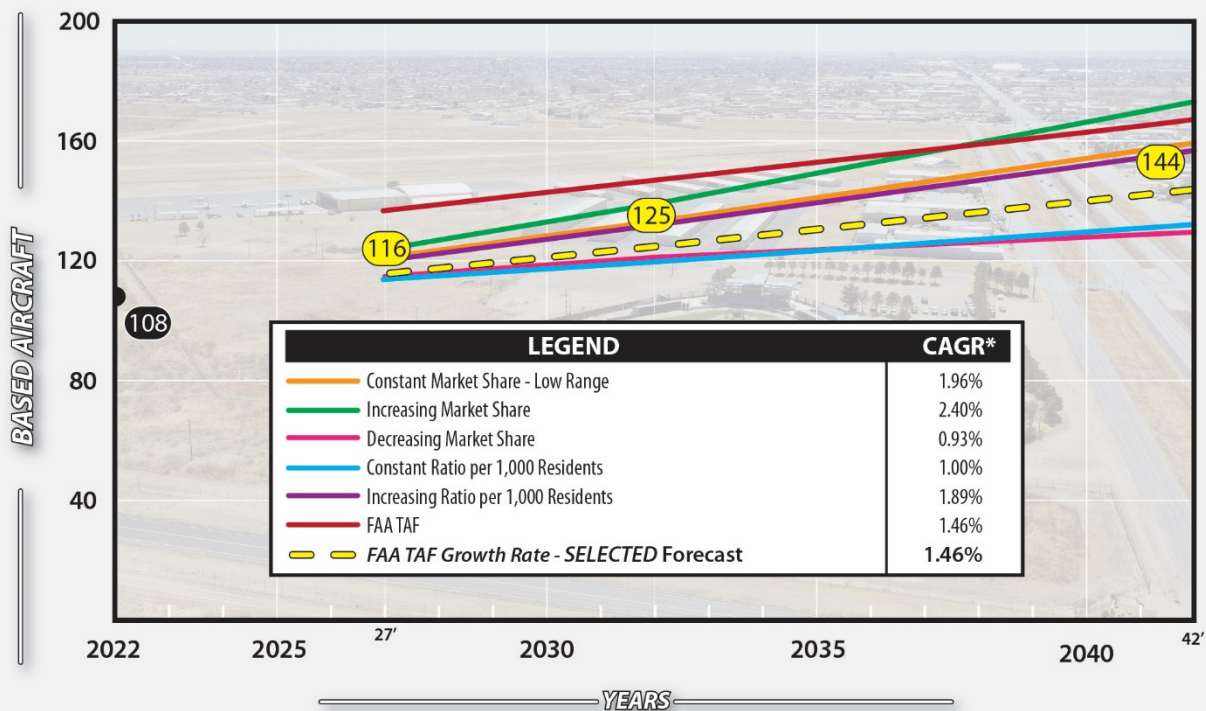 200
160
120
80
40
BASED AIRCRAFT
116
125
144
108
LEGEND CAGR*
Constant Market Share - Low Range 1.96%
Increasing Market Share 2.40%
Decreasing Market Share 0.93%
Constant Ratio per 1,000 Residents 1.00%
Increasing Ratio per 1,000 Residents 1.89%
FAA TAF 1.46%
FAA TAF Growth Rate - SELECTED Forecast 1.46%
2022 2025 27' 2030 2035 2040 42'
YEARS